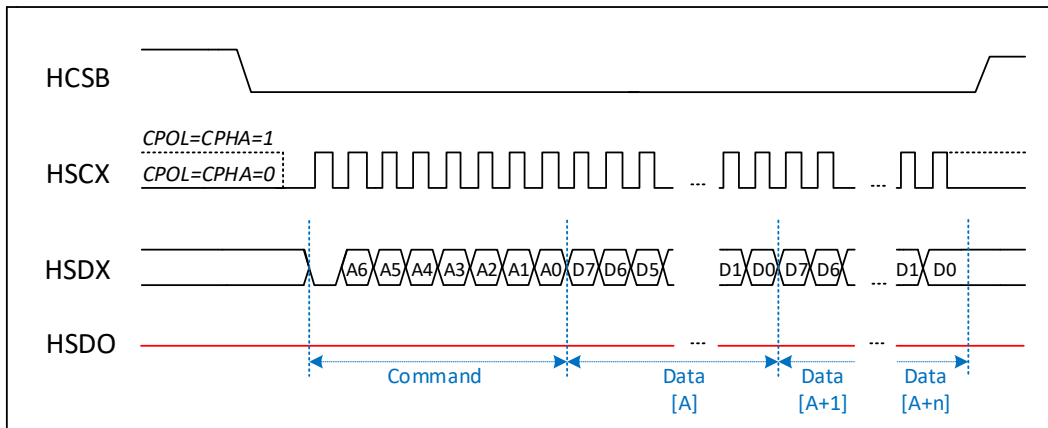 HCSB
CPOL=CPHA=1
CPOL=CPHA=0
HSCX
...
...
HSDX
A6 A5 A4 A3 A2 A1 A0 D7 D6 D5 ... D1 D0 D7 D6 ... D1 D0
HSDO
...
...
Command Data Data Data
[A] [A+1] [A+n]